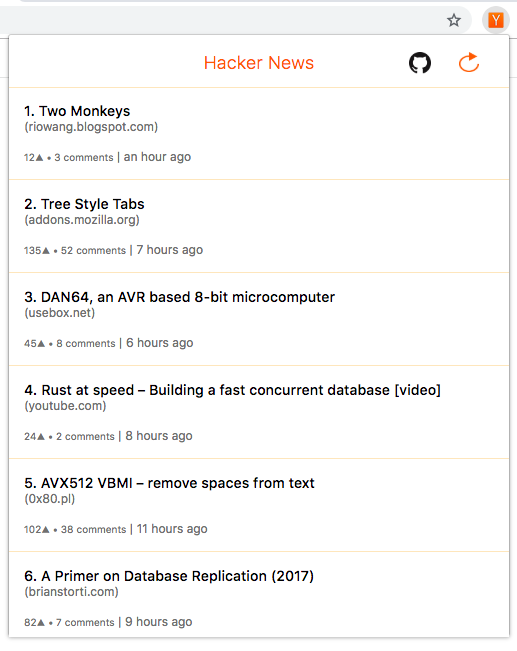 Y
Hacker News
1. Two Monkeys
(riowang.blogspot.com)
12▲ • 3 comments | an hour ago
2. Tree Style Tabs
(addons.mozilla.org)
135▲ • 52 comments | 7 hours ago
3. DAN64, an AVR based 8-bit microcomputer
(usebox.net)
45▲ • 8 comments | 6 hours ago
4. Rust at speed – Building a fast concurrent database [video]
(youtube.com)
24▲ • 2 comments | 8 hours ago
5. AVX512 VBMI – remove spaces from text
(0x80.pl)
102▲ • 38 comments | 11 hours ago
6. A Primer on Database Replication (2017)
(brianstorti.com)
82▲ • 7 comments | 9 hours ago